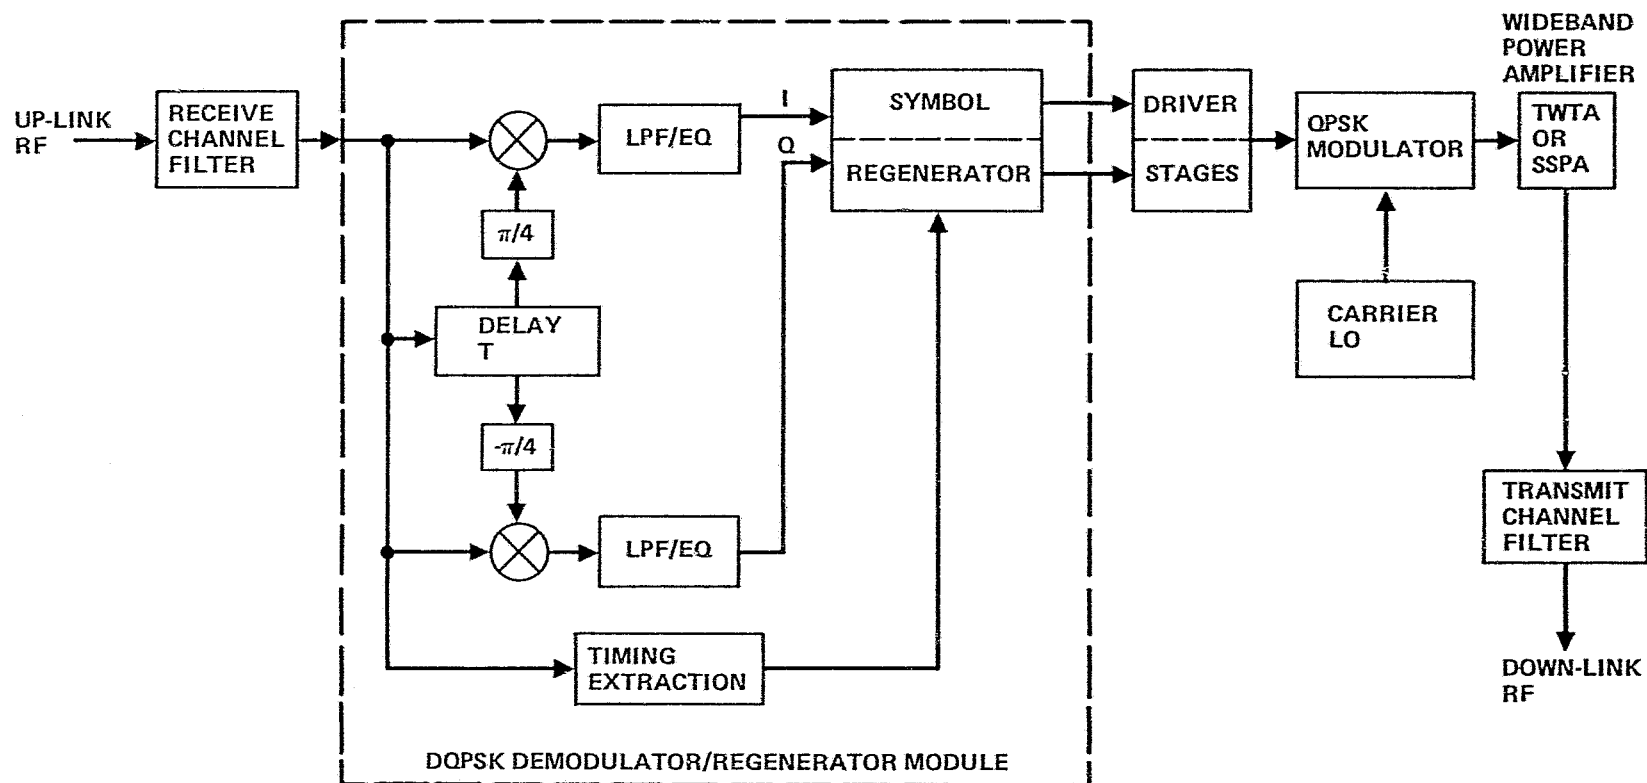 WIDEBAND
POWER
AMPLIFIER
UP-LINK
RF
RECEIVE
CHANNEL
FILTER
LPF/EQ
I
Q
SYMBOL
REGENERATOR
DRIVER
STAGES
QPSK
MODULATOR
TWTA
OR
SSPA
π/4
DELAY
T
-π/4
CARRIER
LO
LPF/EQ
TRANSMIT
CHANNEL
FILTER
TIMING
EXTRACTION
DOWN-LINK
RF
DQPSK DEMODULATOR/REGENERATOR MODULE